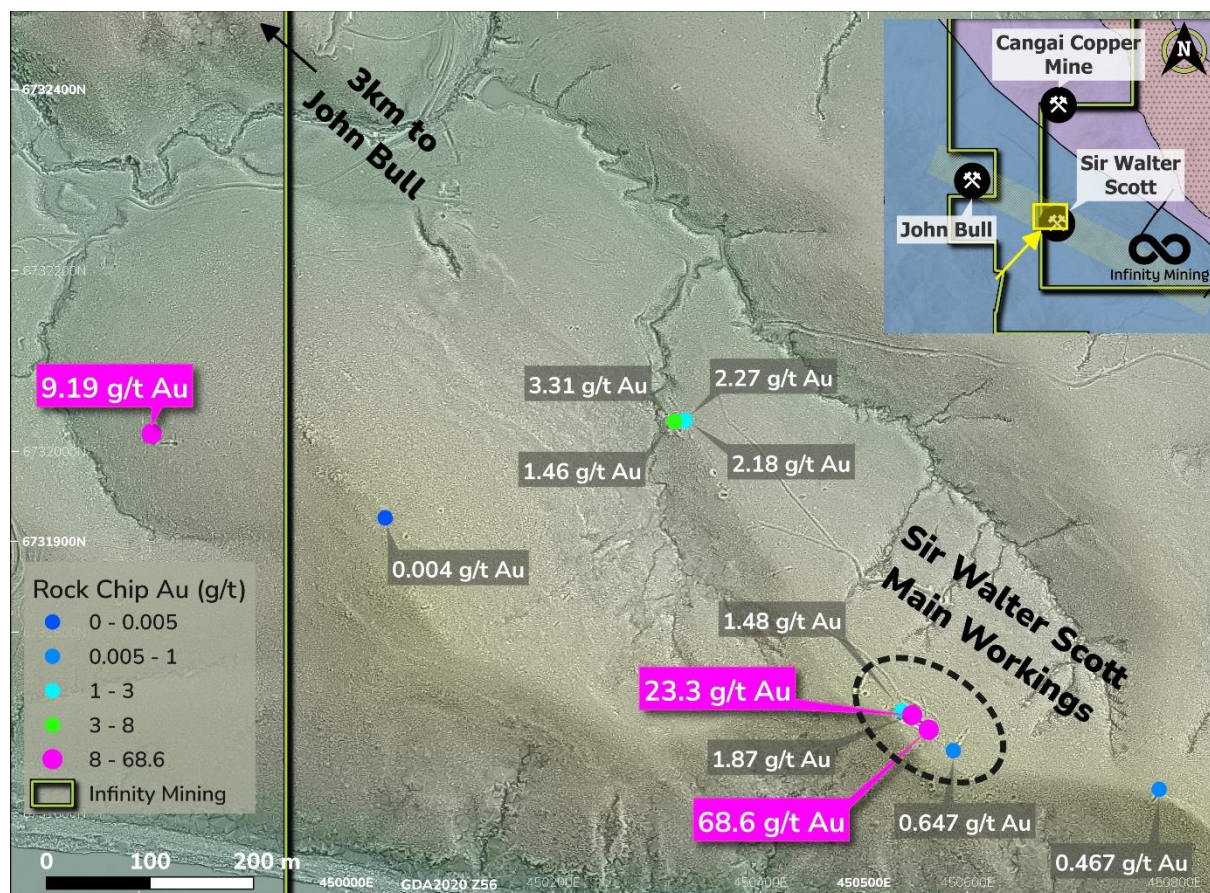 6732400N
3km to
John Bull
Cangai Copper
Mine
N
Sir Walter
Scott
John Bull
Infinity Mining
6732200N
9.19 g/t Au
3.31 g/t Au
2.27 g/t Au
1.46 g/t Au
2.18 g/t Au
6732000N
6731900N
0.004 g/t Au
Sir Walter Scott
Main Workings
Rock Chip Au (g/t)
0 - 0.005
0.005 - 1
1 - 3
3 - 8
8 - 68.6
Infinity Mining
1.48 g/t Au
23.3 g/t Au
1.87 g/t Au
68.6 g/t Au
0.647 g/t Au
0.467 g/t Au
0
100
200 m
450000E
GDA2020 Z56
450200E
450500E
450600E
450800E